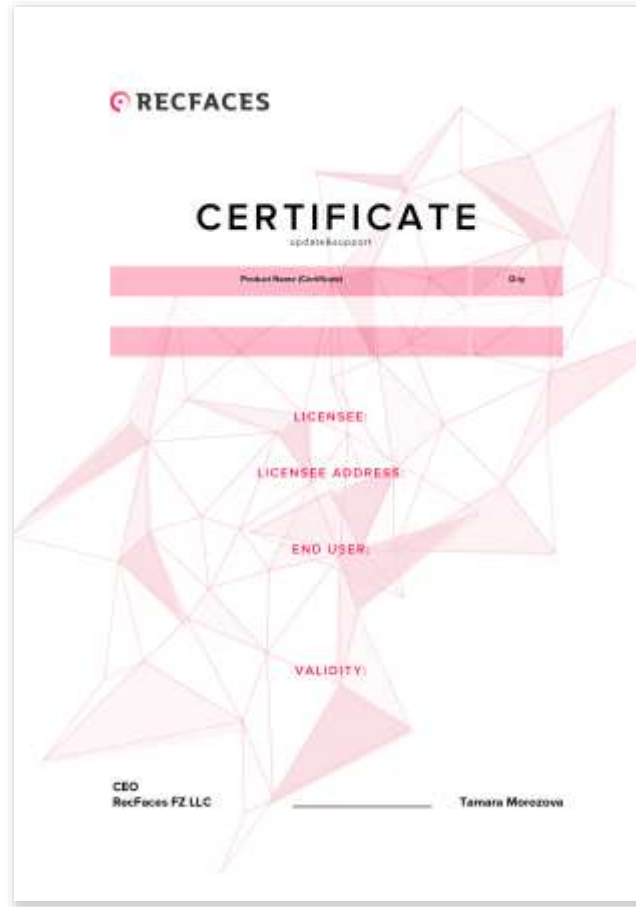 RECFACES
CERTIFICATE
update&support
Product Name (Certificate) Q-ty
LICENSEE:
LICENSEE ADDRESS:
END USER:
VALIDITY:
CEO
RecFaces FZ LLC Tamara Morozova